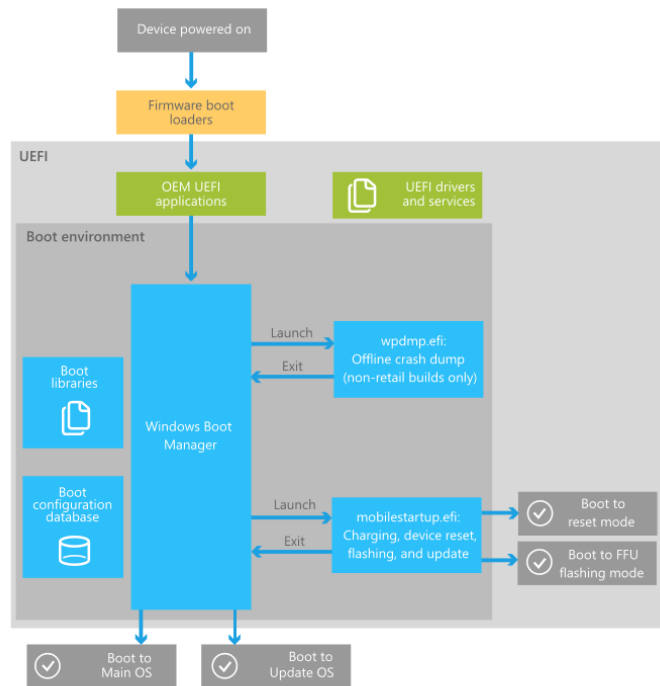 Device powered on
Firmware boot
loaders
UEFI
OEM UEFI
applications
UEFI drivers
and services
Boot environment
Launch
wpdmp.efi:
Offline crash dump
(non-retail builds only)
Exit
Boot
libraries
Windows Boot
Manager
Boot
configuration
database
Launch
mobilestartup.efi:
Charging, device reset,
flashing, and update
Exit
Boot to
reset mode
Boot to FFU
flashing mode
Boot to
Main OS
Boot to
Update OS